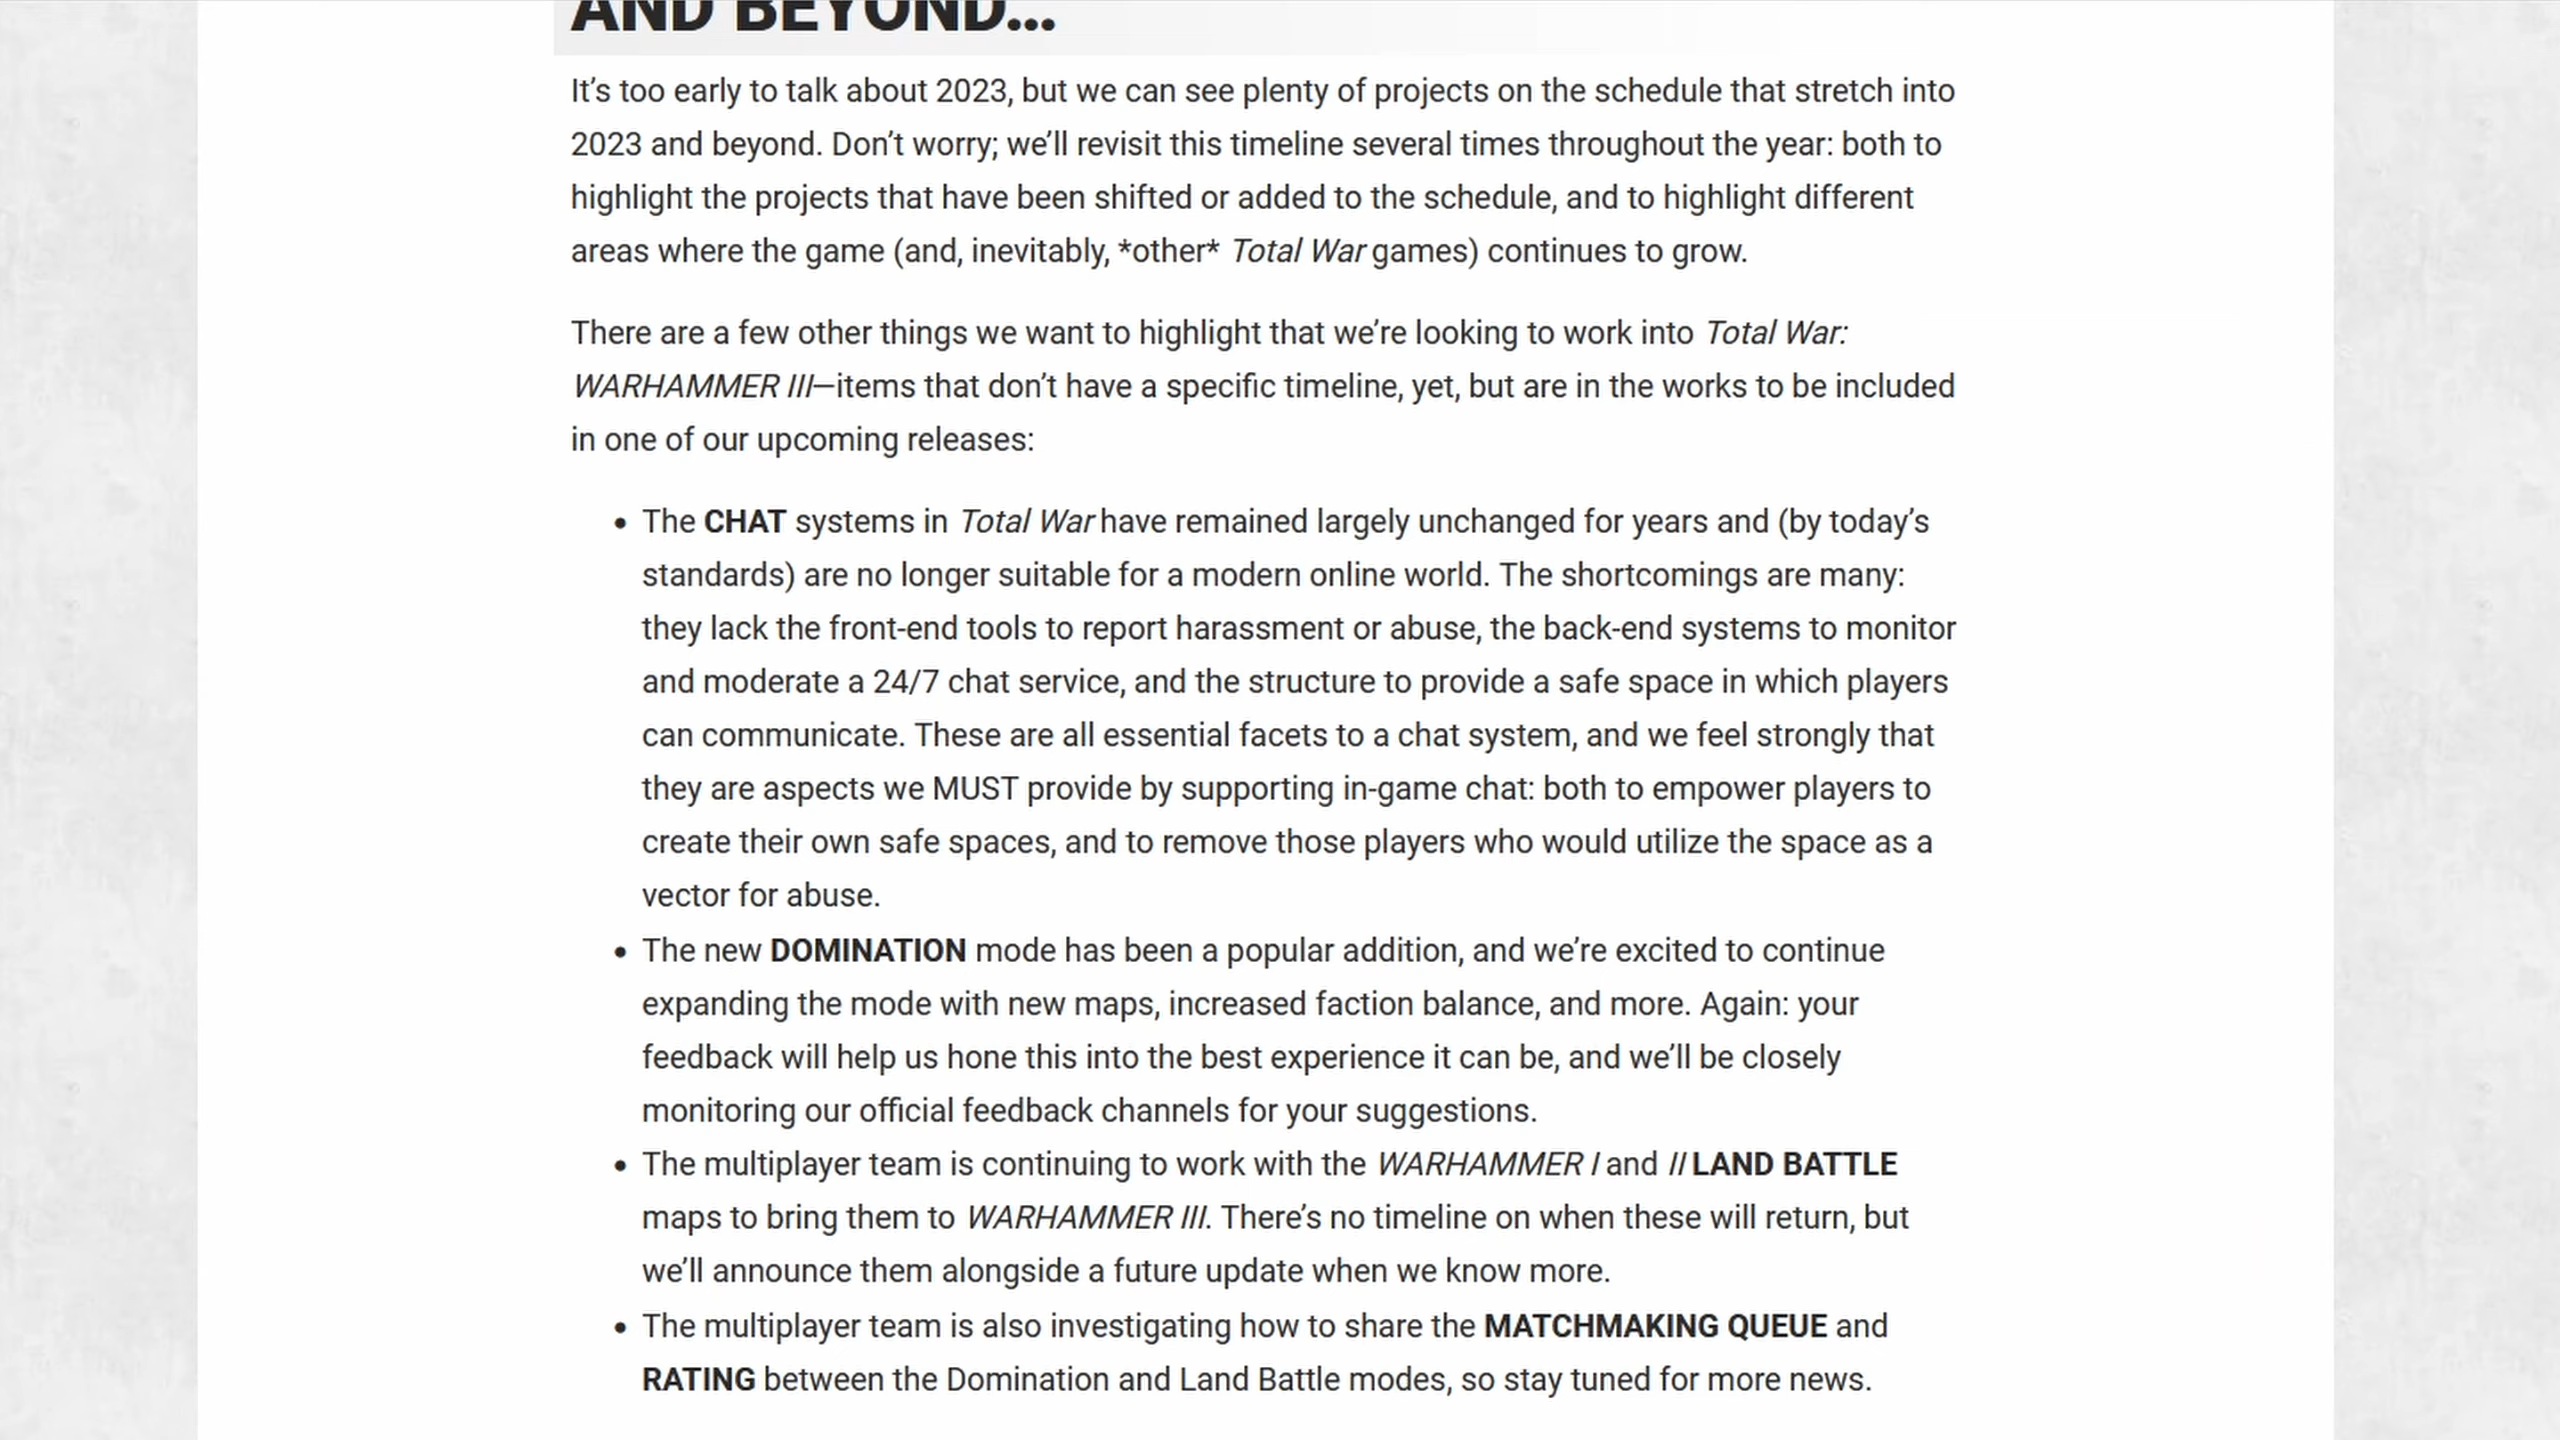 AND BEYOND...
It’s too early to talk about 2023, but we can see plenty of projects on the schedule that stretch into
2023 and beyond. Don’t worry; we’ll revisit this timeline several times throughout the year: both to
highlight the projects that have been shifted or added to the schedule, and to highlight different
areas where the game (and, inevitably, *other* Total War games) continues to grow.
There are a few other things we want to highlight that we’re looking to work into Total War:
WARHAMMER III—items that don’t have a specific timeline, yet, but are in the works to be included
in one of our upcoming releases:
• The CHAT systems in Total War have remained largely unchanged for years and (by today’s
standards) are no longer suitable for a modern online world. The shortcomings are many:
they lack the front-end tools to report harassment or abuse, the back-end systems to monitor
and moderate a 24/7 chat service, and the structure to provide a safe space in which players
can communicate. These are all essential facets to a chat system, and we feel strongly that
they are aspects we MUST provide by supporting in-game chat: both to empower players to
create their own safe spaces, and to remove those players who would utilize the space as a
vector for abuse.
• The new DOMINATION mode has been a popular addition, and we’re excited to continue
expanding the mode with new maps, increased faction balance, and more. Again: your
feedback will help us hone this into the best experience it can be, and we’ll be closely
monitoring our official feedback channels for your suggestions.
• The multiplayer team is continuing to work with the WARHAMMER I and II LAND BATTLE
maps to bring them to WARHAMMER III. There’s no timeline on when these will return, but
we’ll announce them alongside a future update when we know more.
• The multiplayer team is also investigating how to share the MATCHMAKING QUEUE and
RATING between the Domination and Land Battle modes, so stay tuned for more news.